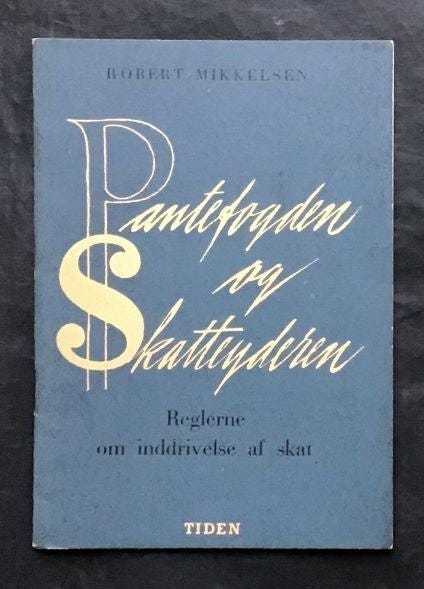 ROBERT MIKKELSEN
Pantefogden
og
Skatteyderen
Reglerne
om inddrivelse af skat
TIDEN